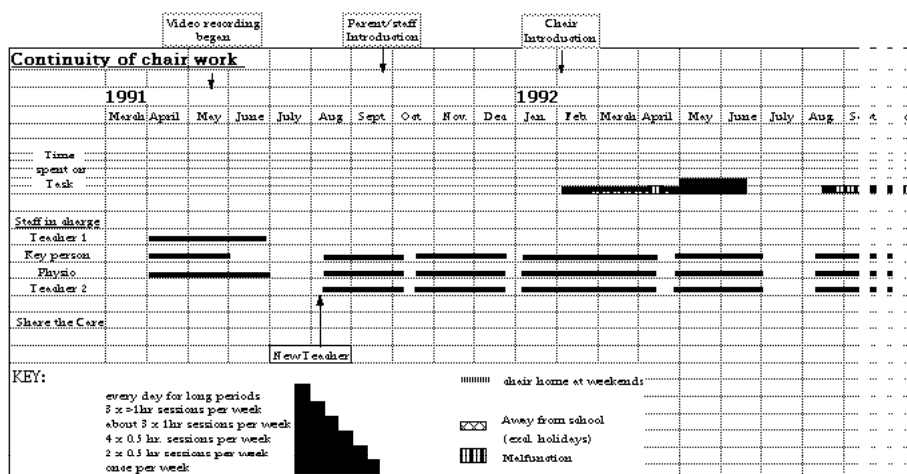 Video recording
began
Parent/staff
Introduction
Chair
Introduction
Continuity of chair work
1991
1992
March April May June July Aug Sept Oct Nov. Dec Jan. Feb March April May June July Aug
Time
spent on
Task
Staff in charge
Teacher 1
Key person
Physio
Teacher 2
Share the Care
New Teacher
KEY:
every day for long periods
3 x >1hr sessions per week
about 3 x 1hr sessions per week
4 x 0.5 hr. sessions per week
2 x 0.5 hr sessions per week
once per week
chair home at weekends
Away from school
(excl. holidays)
Malfunction